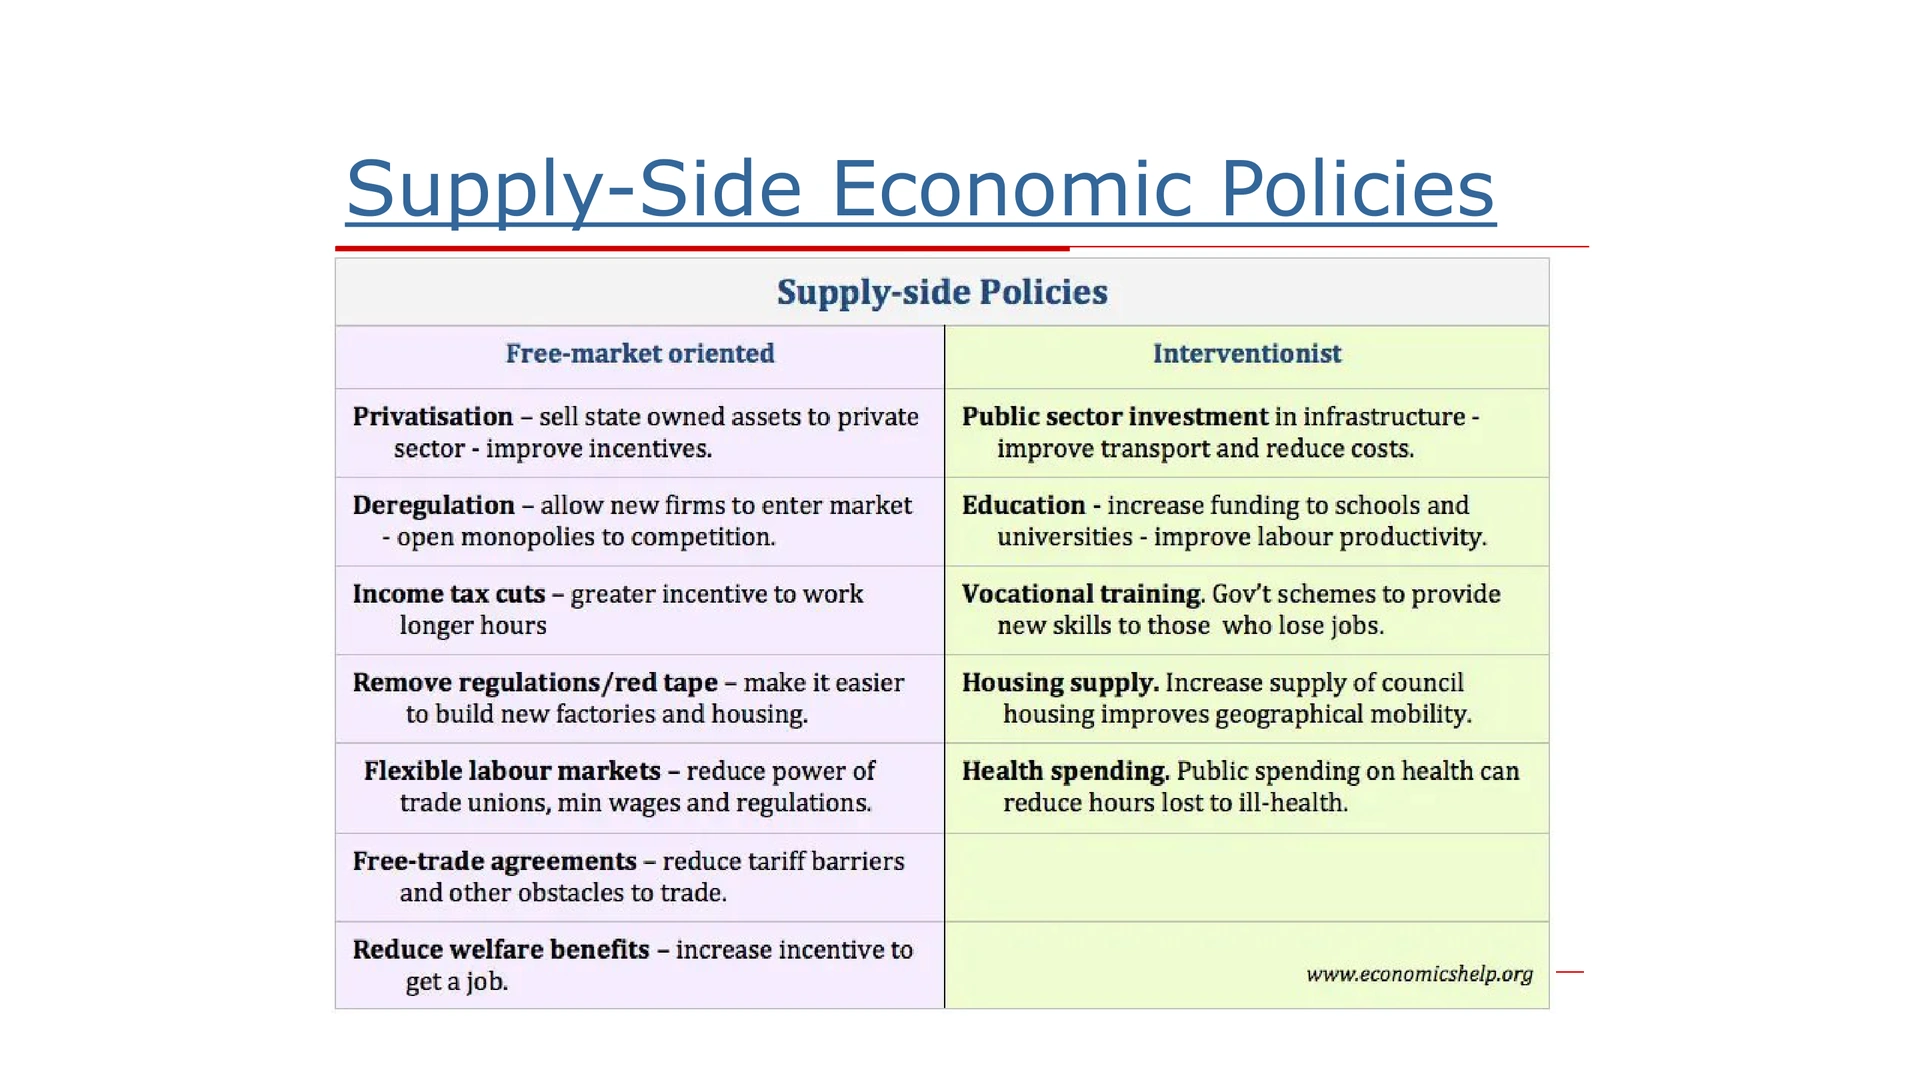 Supply-Side Economic Policies
Supply-side Policies
Free-market oriented
Interventionist
Privatisation – sell state owned assets to private
sector - improve incentives.
Public sector investment in infrastructure -
improve transport and reduce costs.
Deregulation – allow new firms to enter market
- open monopolies to competition.
Education - increase funding to schools and
universities - improve labour productivity.
Income tax cuts – greater incentive to work
longer hours
Vocational training. Gov’t schemes to provide
new skills to those who lose jobs.
Remove regulations/red tape – make it easier
to build new factories and housing.
Housing supply. Increase supply of council
housing improves geographical mobility.
Flexible labour markets – reduce power of
trade unions, min wages and regulations.
Health spending. Public spending on health can
reduce hours lost to ill-health.
Free-trade agreements – reduce tariff barriers
and other obstacles to trade.
Reduce welfare benefits – increase incentive to
get a job.
www.economicshelp.org